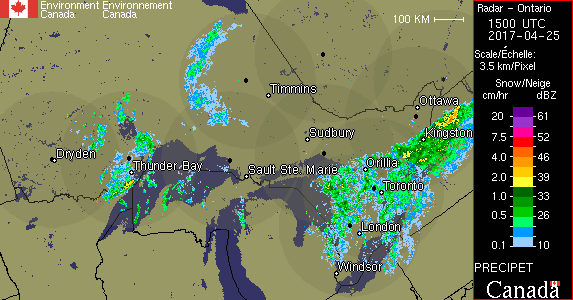 Environment Environnement
Canada Canada
100 KM
Radar - Ontario
1500 UTC
2017-04-25
Scale/Échelle:
3.5 km/Pixel
Snow/Neige
cm/hr dBZ
20 61
7.5 52
4.0 46
2.0 39
1.0 33
0.5 26
0.1 10
PRECIPET
Canada
Timmins
Ottawa
Sudbury
Kingston
Dryden
Thunder Bay
Sault Ste. Marie
Orillia
Toronto
London
Windsor